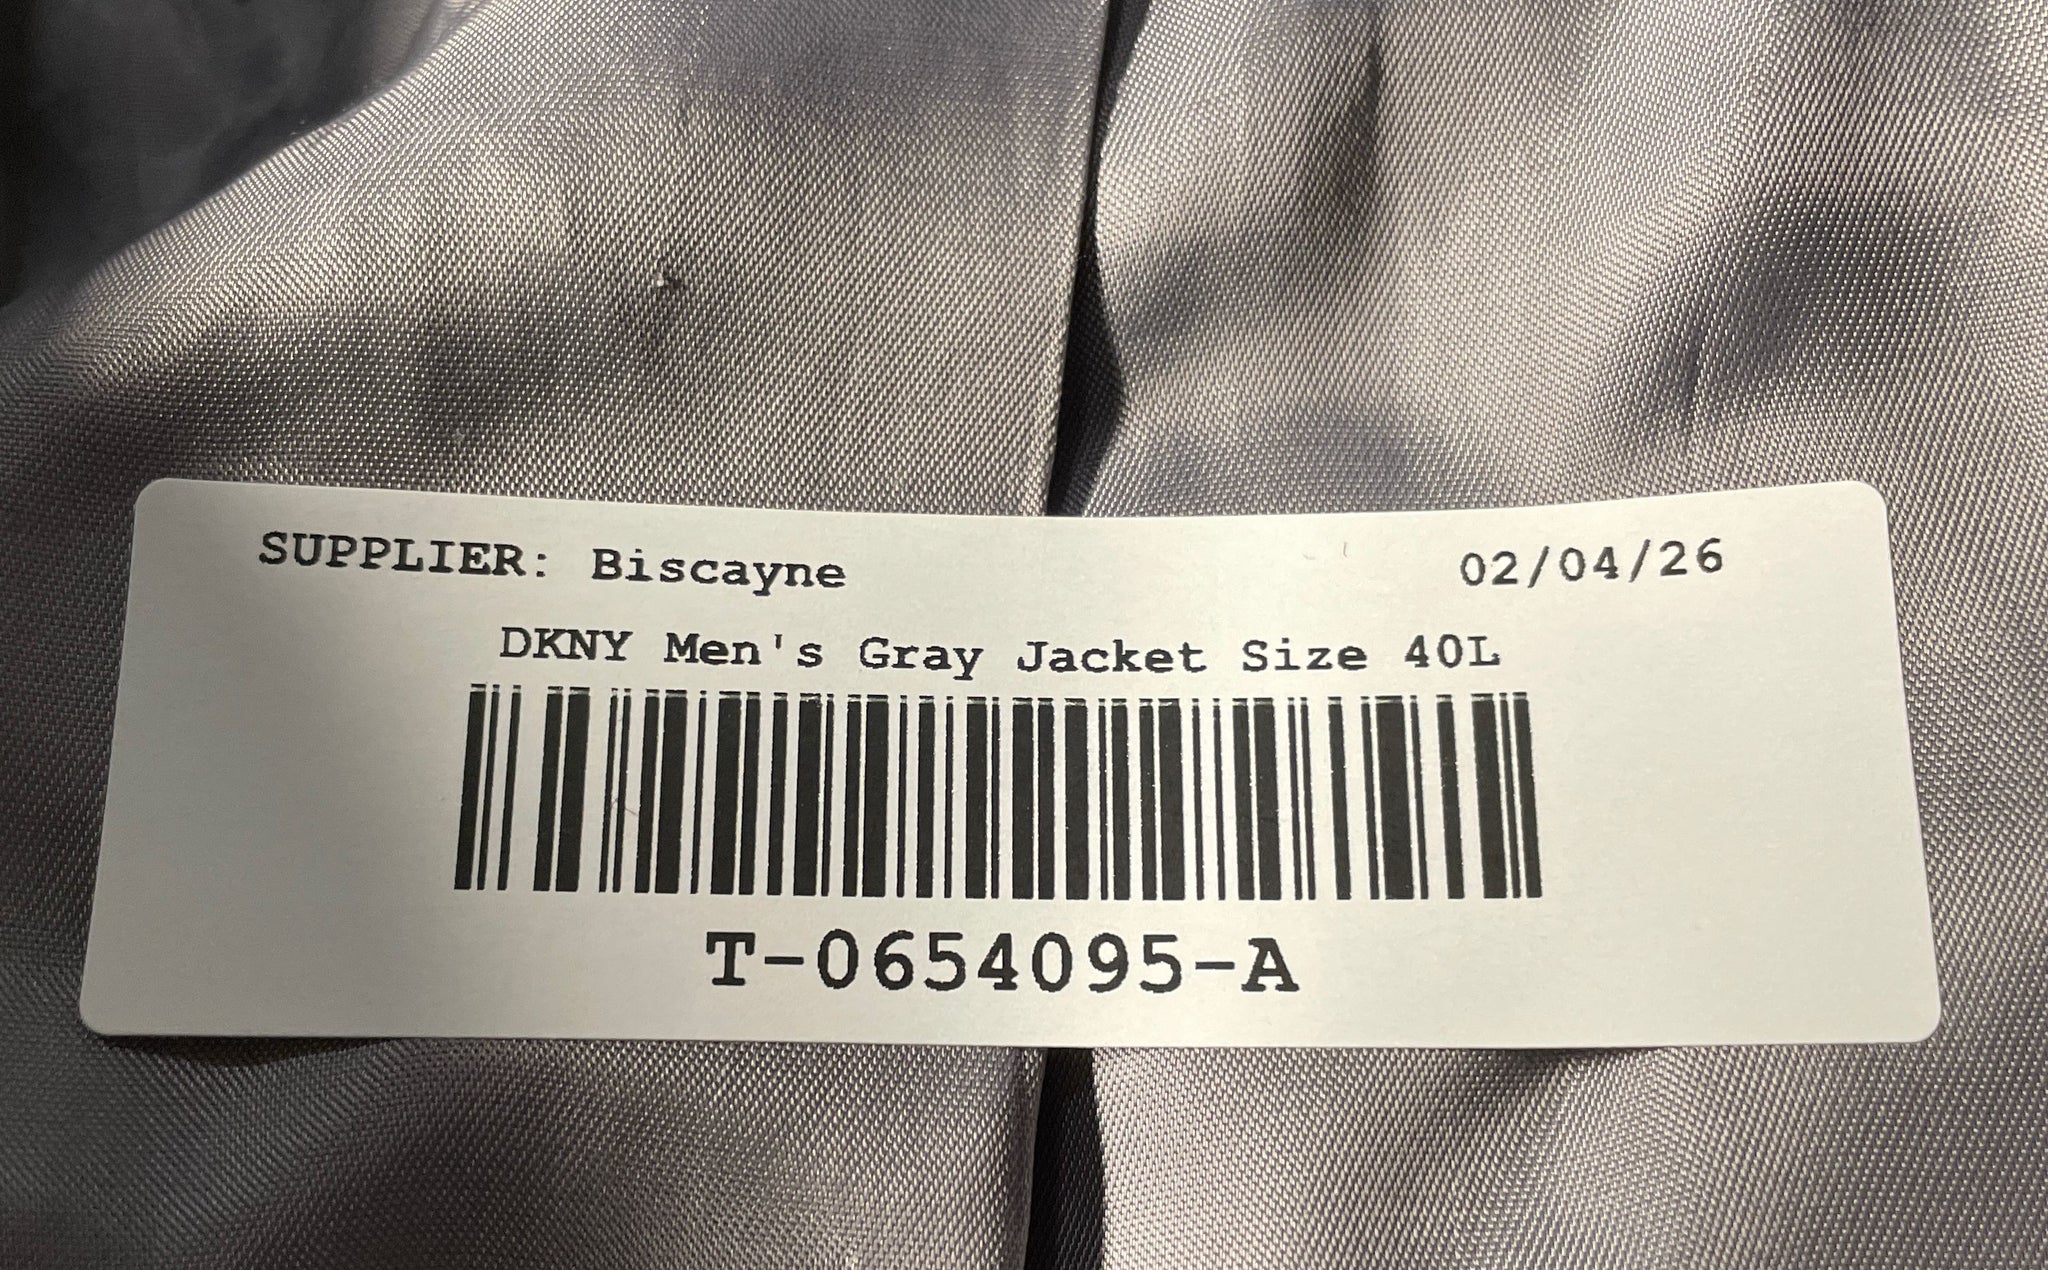 SUPPLIER: Biscayne 02/04/26
DKNY Men's Gray Jacket Size 40L
T-0654095-A